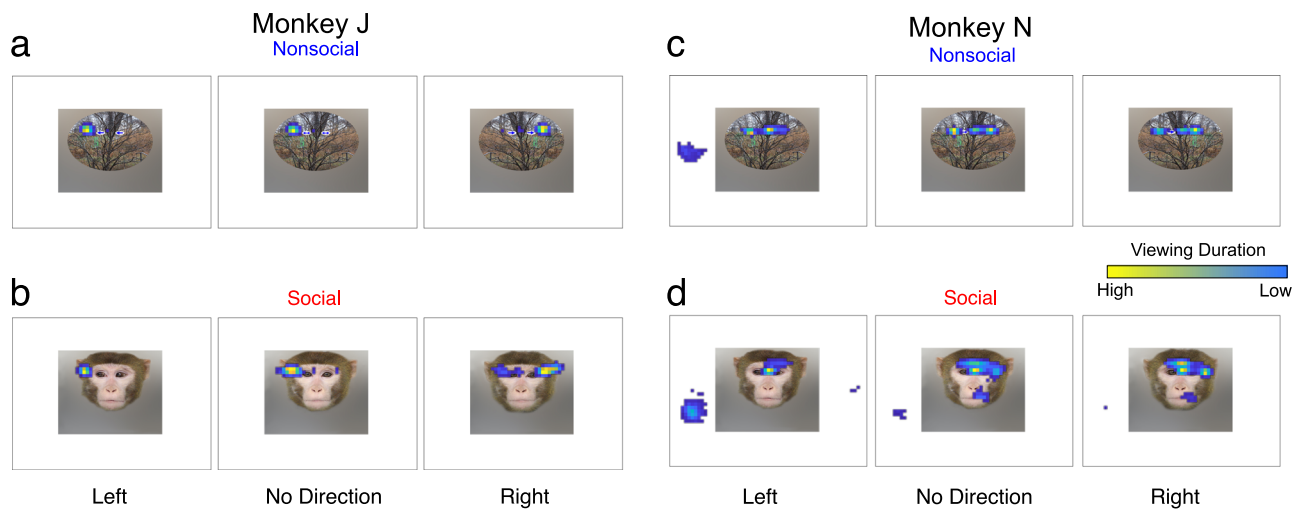 Monkey J
Monkey N
a
Nonsocial
c
Nonsocial
Viewing Duration
High
Low
b
Social
d
Social
Left
No Direction
Right
Left
No Direction
Right